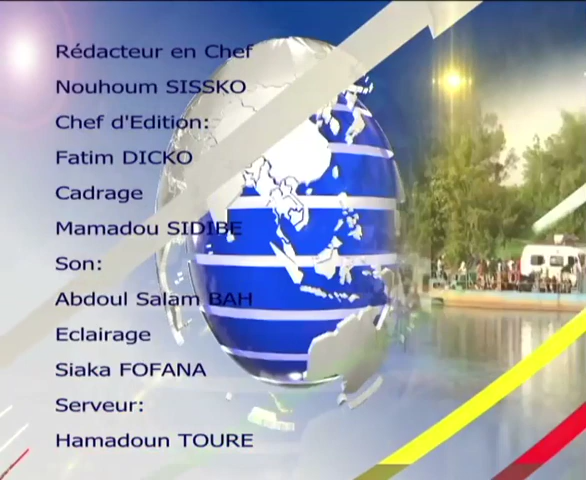 Rédacteur en Chef
Nouhoum SISSKO
Chef d'Edition:
Fatim DICKO
Cadrage
Mamadou SIDIBE
Son:
Abdoul Salam BAH
Eclairage
Siaka FOFANA
Serveur:
Hamadoun TOURE